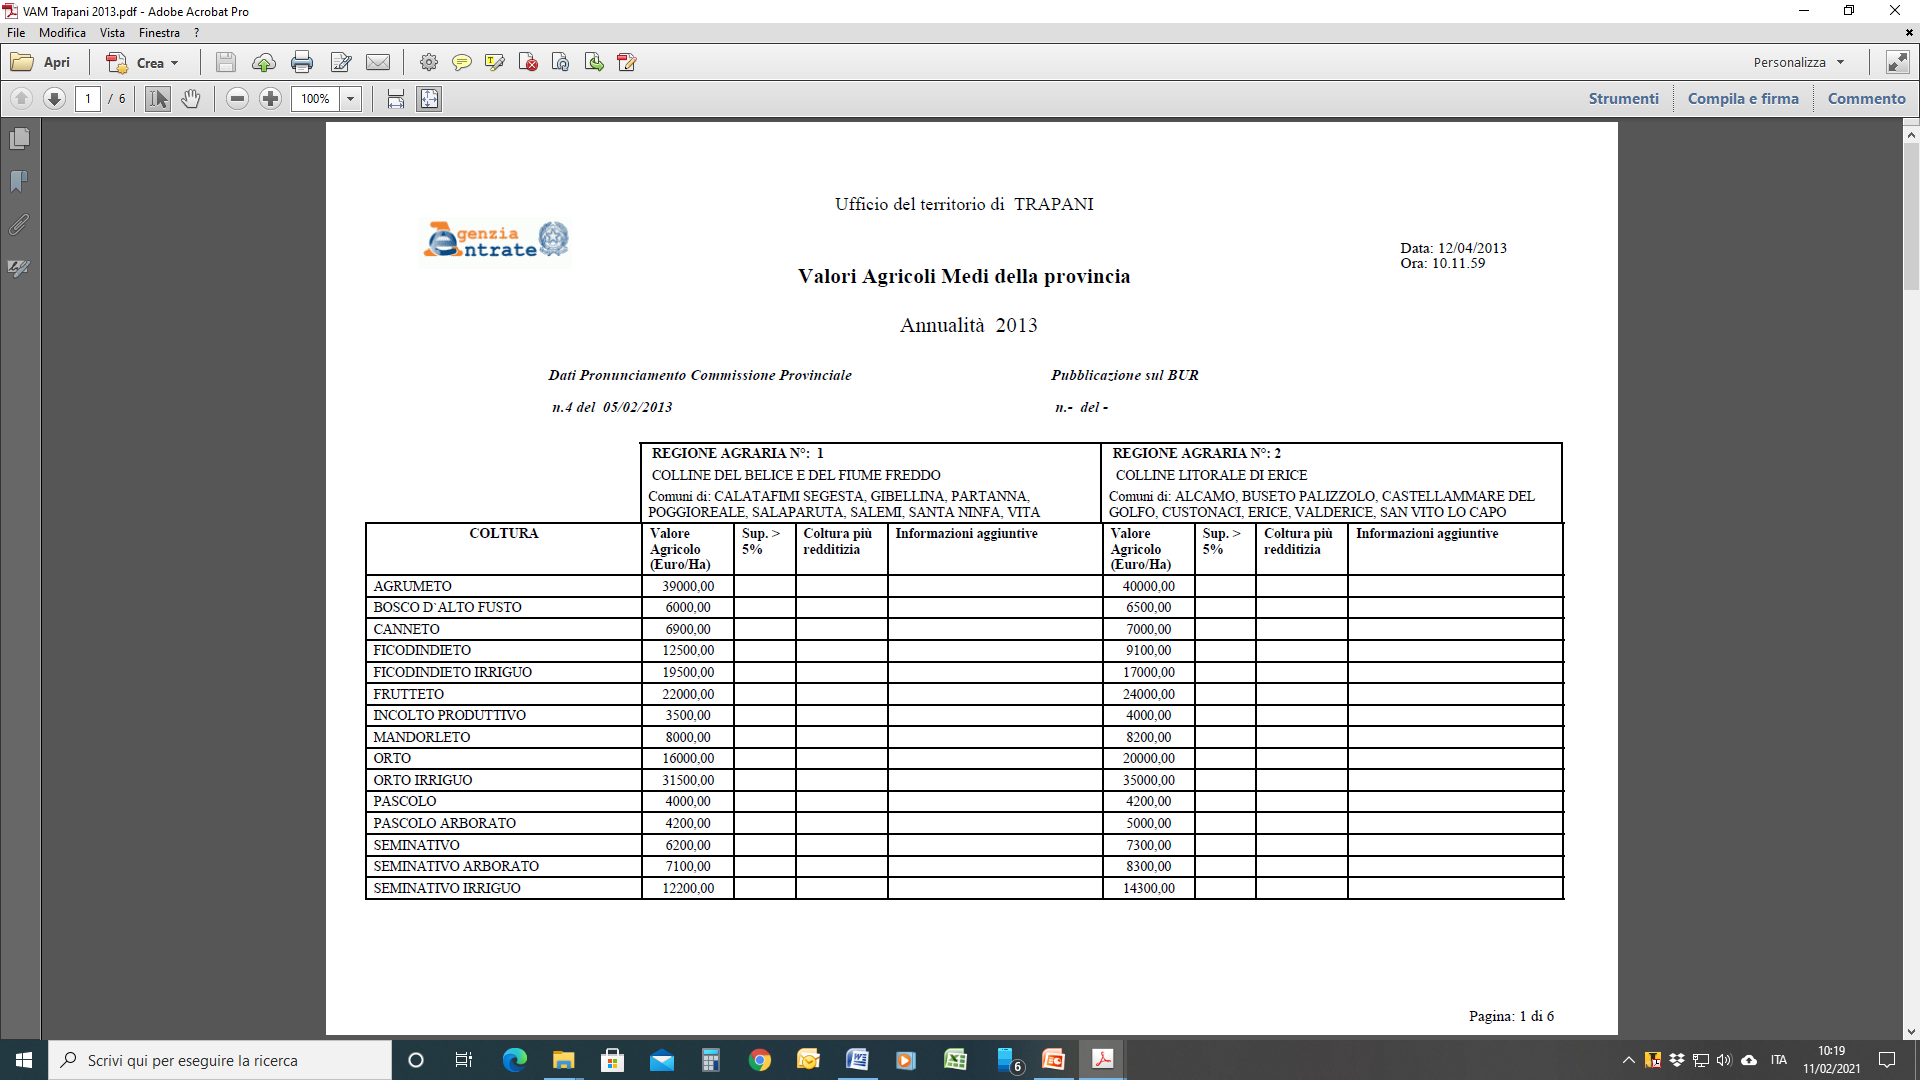 VAM Trapani 2013.pdf - Adobe Acrobat Pro
File Modifica Vista Finestra ?
Apri Crea Personalizza
1 / 6 100% Strumenti Compila e firma Commento
Ufficio del territorio di TRAPANI
Agenzia
Entrate
Data: 12/04/2013
Ora: 10.11.59
Valori Agricoli Medi della provincia
Annualità 2013
Dati Pronunciamento Commissione Provinciale Pubblicazione sul BUR
n.4 del 05/02/2013 n.- del -
REGIONE AGRARIA N°: 1 REGIONE AGRARIA N°: 2
COLLINE DEL BELICE E DEL FIUME FREDDO COLLINE LITORALE DI ERICE
Comuni di: CALATAFIMI SEGESTA, GIBELLINA, PARTANNA, Comuni di: ALCAMO, BUSETO PALIZZOLO, CASTELLAMMARE DEL
POGGIOREALE, SALAPARUTA, SALEMI, SANTA NINFA, VITA GOLFO, CUSTONACI, ERICE, VALDERICE, SAN VITO LO CAPO
COLTURA Valore Sup. > Coltura più Informazioni aggiuntive Valore Sup. > Coltura più Informazioni aggiuntive
Agricolo 5% redditizia Agricolo 5% redditizia
(Euro/Ha) (Euro/Ha)
AGRUMETO 39000,00 40000,00
BOSCO D`ALTO FUSTO 6000,00 6500,00
CANNETO 6900,00 7000,00
FICODINDIETO 12500,00 9100,00
FICODINDIETO IRRIGUO 19500,00 17000,00
FRUTTETO 22000,00 24000,00
INCOLTO PRODUTTIVO 3500,00 4000,00
MANDORLETO 8000,00 8200,00
ORTO 16000,00 20000,00
ORTO IRRIGUO 31500,00 35000,00
PASCOLO 4000,00 4200,00
PASCOLO ARBORATO 4200,00 5000,00
SEMINATIVO 6200,00 7300,00
SEMINATIVO ARBORATO 7100,00 8300,00
SEMINATIVO IRRIGUO 12200,00 14300,00
Pagina: 1 di 6
Scrivi qui per eseguire la ricerca 6 ITA 10:19
11/02/2021